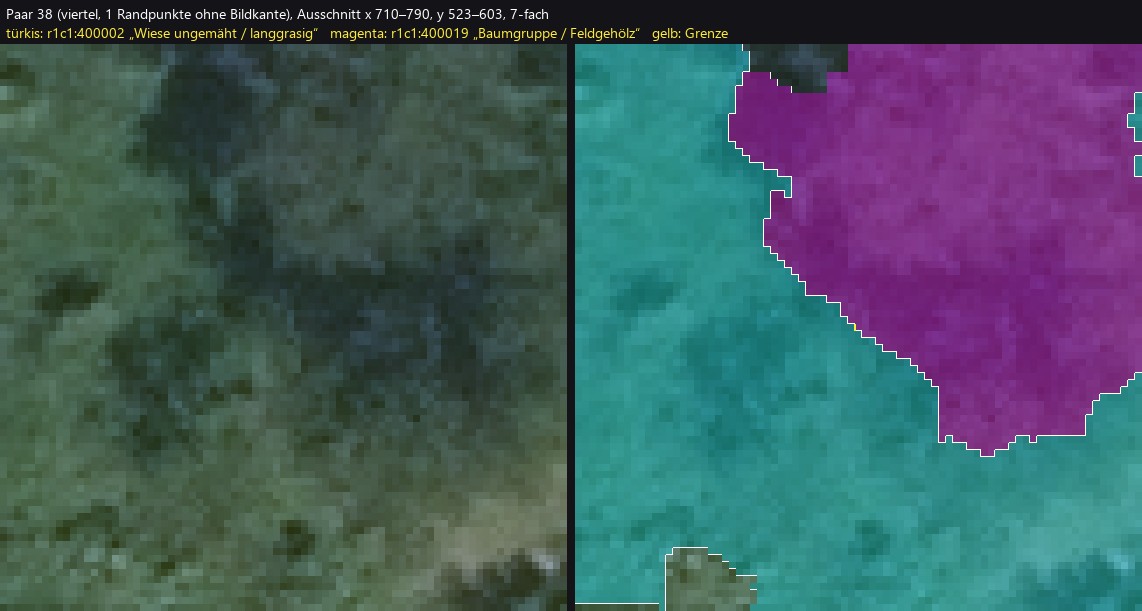 Paar 38 (viertel, 1 Randpunkte ohne Bildkante), Ausschnitt x 710–790, y 523–603, 7-fach
türkis: r1c1:400002 „Wiese ungemäht / langgrasig“ magenta: r1c1:400019 „Baumgruppe / Feldgehölz“ gelb: Grenze